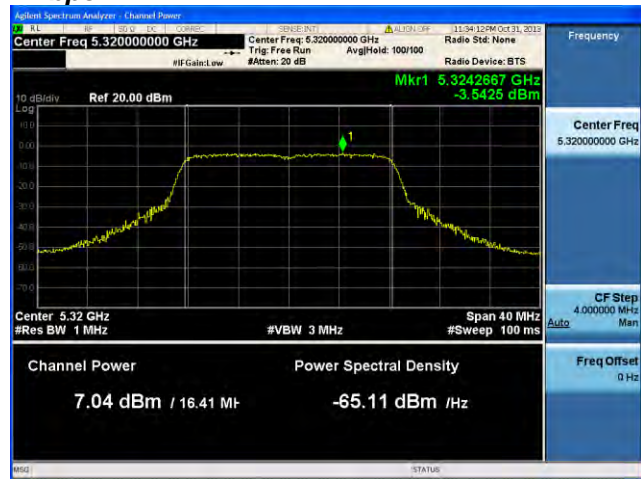 Agilent Spectrum Analyzer - Channel Power
RL RF 50 Ω DC CORREC SENSE:INT ALIGN OFF 11:34:12PM Oct 31, 2013
Center Freq 5.320000000 GHz
Center Freq: 5.320000000 GHz
Radio Std: None
Trig: Free Run Avg|Hold: 100/100
#IFGain:Low #Atten: 20 dB Radio Device: BTS
Mkr1 5.3242667 GHz
-3.5425 dBm
10 dB/div Ref 20.00 dBm
Log
10.0
0.00
-10.0
-20.0
-30.0
-40.0
-50.0
-60.0
-70.0
1
Center 5.32 GHz Span 40 MHz
#Res BW 1 MHz #VBW 3 MHz #Sweep 100 ms
Channel Power Power Spectral Density
7.04 dBm / 16.41 MH -65.11 dBm /Hz
MSG STATUS
Frequency
Center Freq
5.320000000 GHz
CF Step
4.000000 MHz
Auto Man
Freq Offset
0 Hz